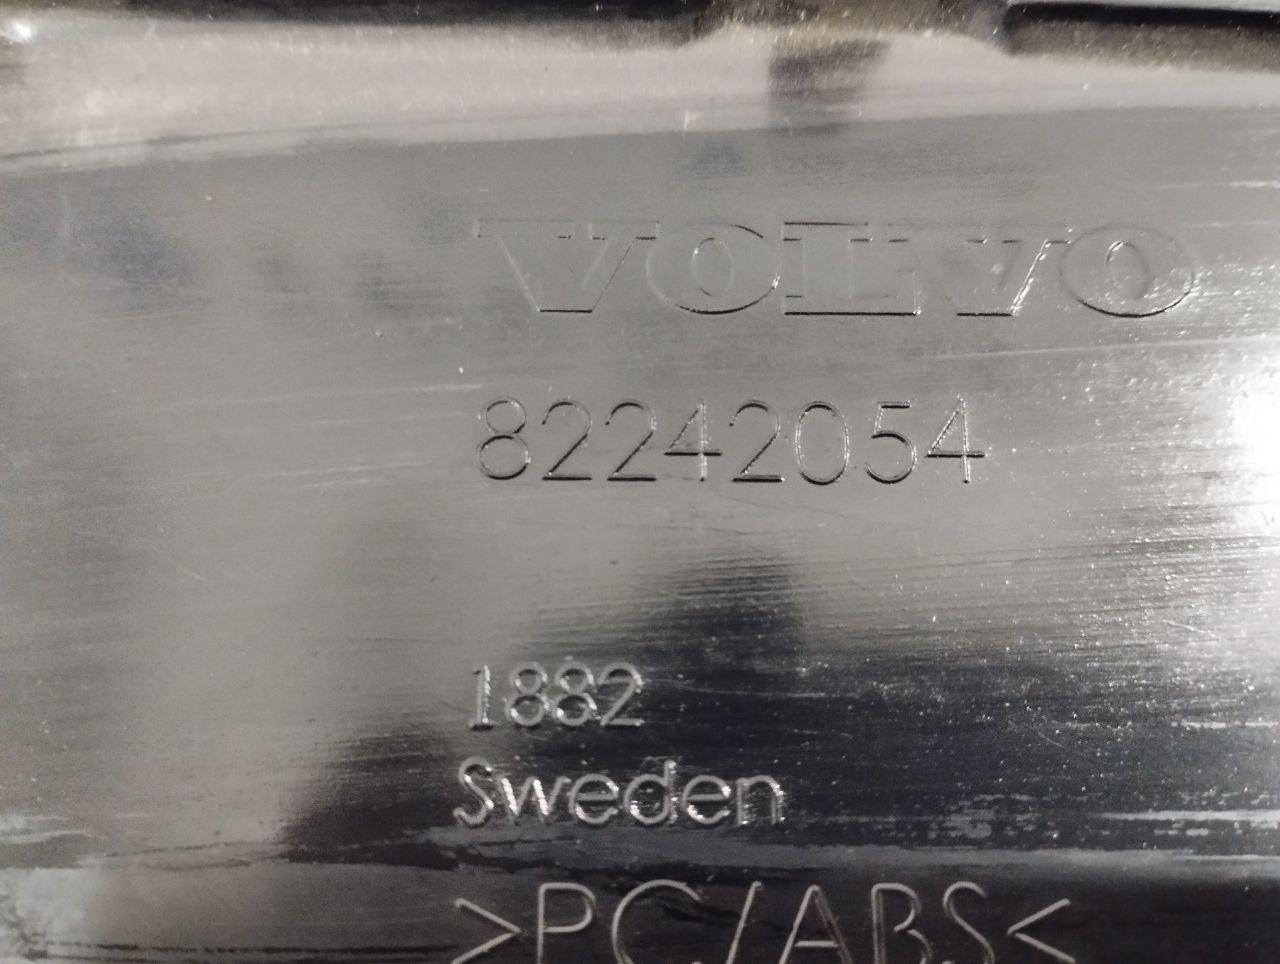 VOLVO
82242054
1882
Sweden
>PC/ABS<